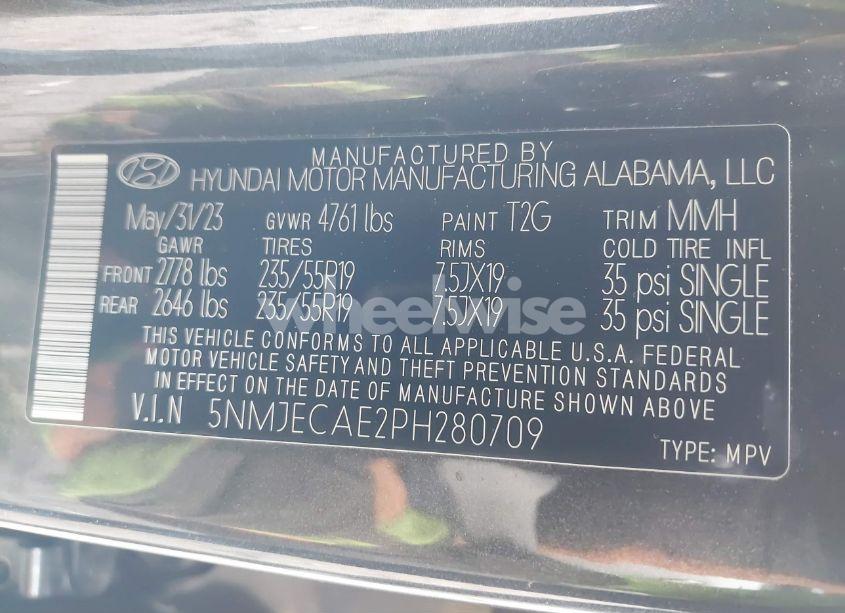 MANUFACTURED BY
HYUNDAI MOTOR MANUFACTURING ALABAMA, LLC
May/31/23 GVWR 4761 lbs PAINT T2G TRIM MMH
GAWR TIRES RIMS COLD TIRE INFL
FRONT 2778 lbs 235/55R19 7.5JX19 35 psi SINGLE
REAR 2646 lbs 235/55R19 7.5JX19 35 psi SINGLE
wheelwise
THIS VEHICLE CONFORMS TO ALL APPLICABLE U.S.A. FEDERAL
MOTOR VEHICLE SAFETY AND THEFT PREVENTION STANDARDS
IN EFFECT ON THE DATE OF MANUFACTURE SHOWN ABOVE
V.I.N 5NMJECAE2PH280709
TYPE: MPV